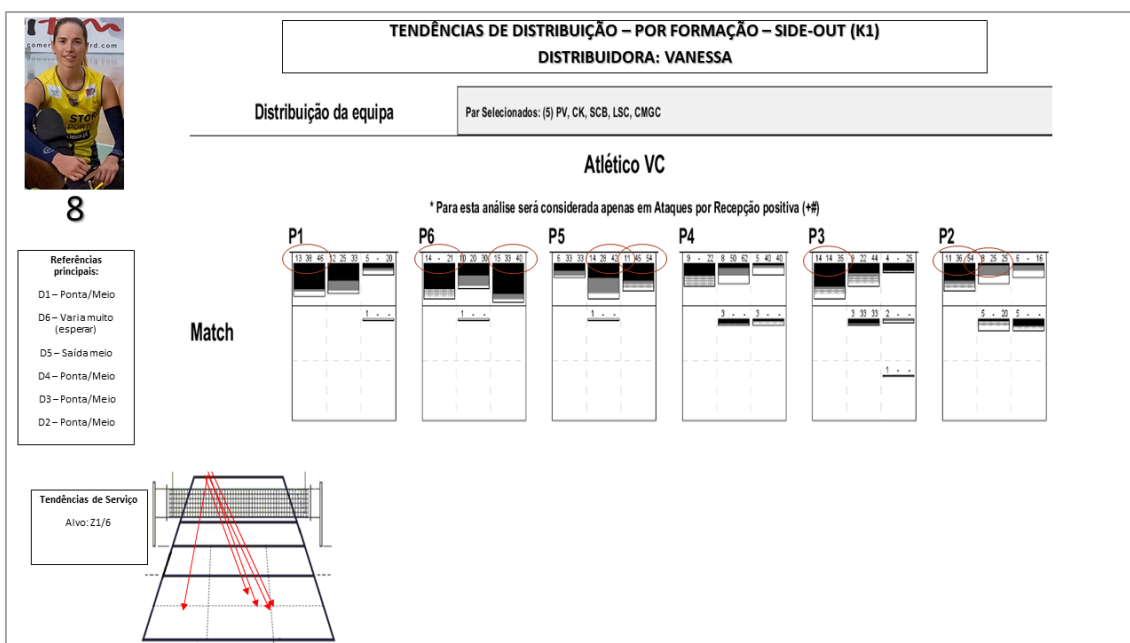 TENDÊNCIAS DE DISTRIBUIÇÃO – POR FORMAÇÃO – SIDE-OUT (K1)
DISTRIBUIDORA: VANESSA
8
Distribuição da equipa
Par Selecionados: (5) PV, CK, SCB, LSC, CMGC
Atlético VC
* Para esta análise será considerada apenas em Ataques por Recepção positiva (+#)
P1 P6 P5 P4 P3 P2
13 38 46 12 25 33 5 - 20
14 - 21 10 20 30 15 33 40
6 33 33 14 28 42 11 45 54
9 - 22 8 50 62 5 40 40
14 14 35 9 22 44 4 - 25
11 36 54 8 25 25 6 - 16
Match
1 - -
1 - -
1 - -
3 - - 3 - -
3 33 33 2 - -
5 - 20 5 - -
1 - -
Referências
principais:
D1 – Ponta/Meio
D6 – Varia muito
(esperar)
D5 – Saída meio
D4 – Ponta/Meio
D3 – Ponta/Meio
D2 – Ponta/Meio
Tendências de Serviço
Alvo: Z1/6